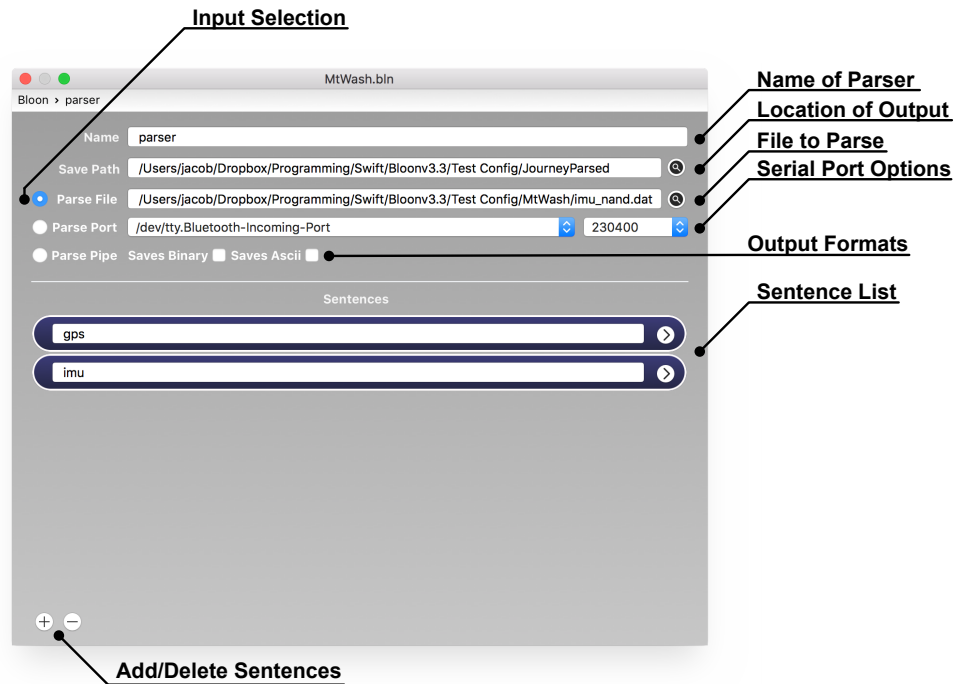 Input Selection
MtWash.bln
Bloon › parser
Name of Parser
Location of Output
File to Parse
Serial Port Options
Name parser
Save Path /Users/jacob/Dropbox/Programming/Swift/Bloonv3.3/Test Config/JourneyParsed
Parse File /Users/jacob/Dropbox/Programming/Swift/Bloonv3.3/Test Config/MtWash/imu_nand.dat
Parse Port /dev/tty.Bluetooth-Incoming-Port 230400
Parse Pipe Saves Binary Saves Ascii
Output Formats
Sentence List
Sentences
gps
imu
Add/Delete Sentences